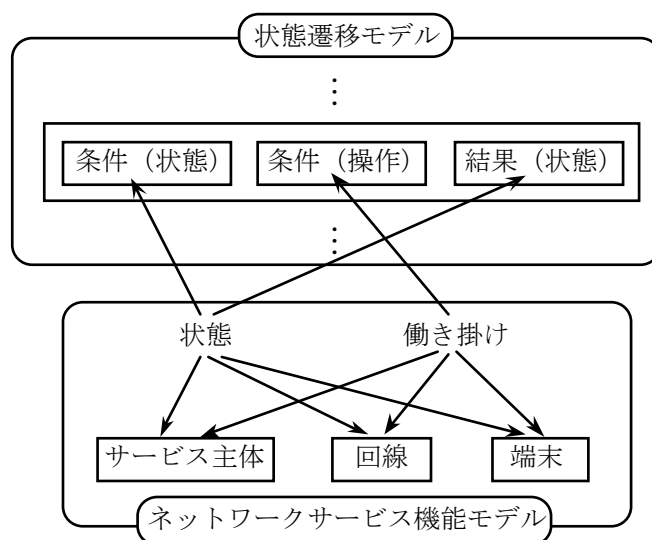 状態遷移モデル
⋮
条件（状態） 条件（操作） 結果（状態）
⋮
状態 働き掛け
サービス主体 回線 端末
ネットワークサービス機能モデル